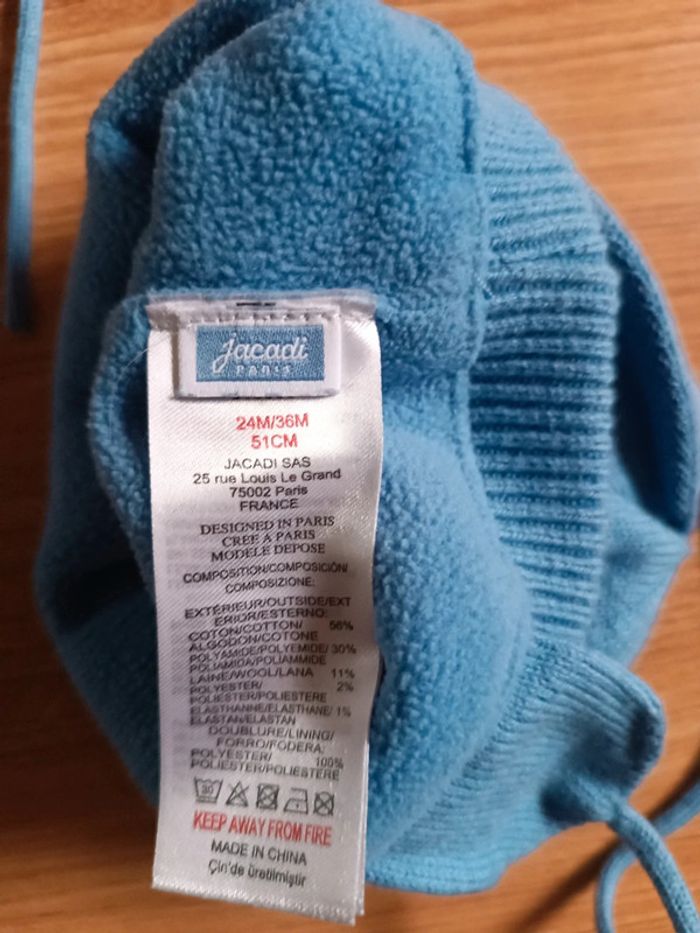 Jacadi
PARIS
24M/36M
51CM
JACADI SAS
25 rue Louis Le Grand
75002 Paris
FRANCE
DESIGNED IN PARIS
CREE A PARIS
MODELE DEPOSE
COMPOSITION/COMPOSICIÓN/
COMPOSIZIONE:
EXTÉRIEUR/OUTSIDE/EXT
ERIOR/ESTERNO:
COTON/COTTON/ 56%
ALGODON/COTONE
POLYAMIDE/POLYEMIDE/ 30%
POLIAMIDA/POLIAMMIDE
LAINE/WOOL/LANA 11%
POLYESTER/ 2%
POLIESTER/POLIESTERE
ELASTHANNE/ELASTHANE/ 1%
ELASTAN/ELASTAN
DOUBLURE/LINING/
FORRO/FODERA:
POLYESTER/ 100%
POLIESTER/POLIESTERE
30
KEEP AWAY FROM FIRE
MADE IN CHINA
Çin'de üretilmiştir